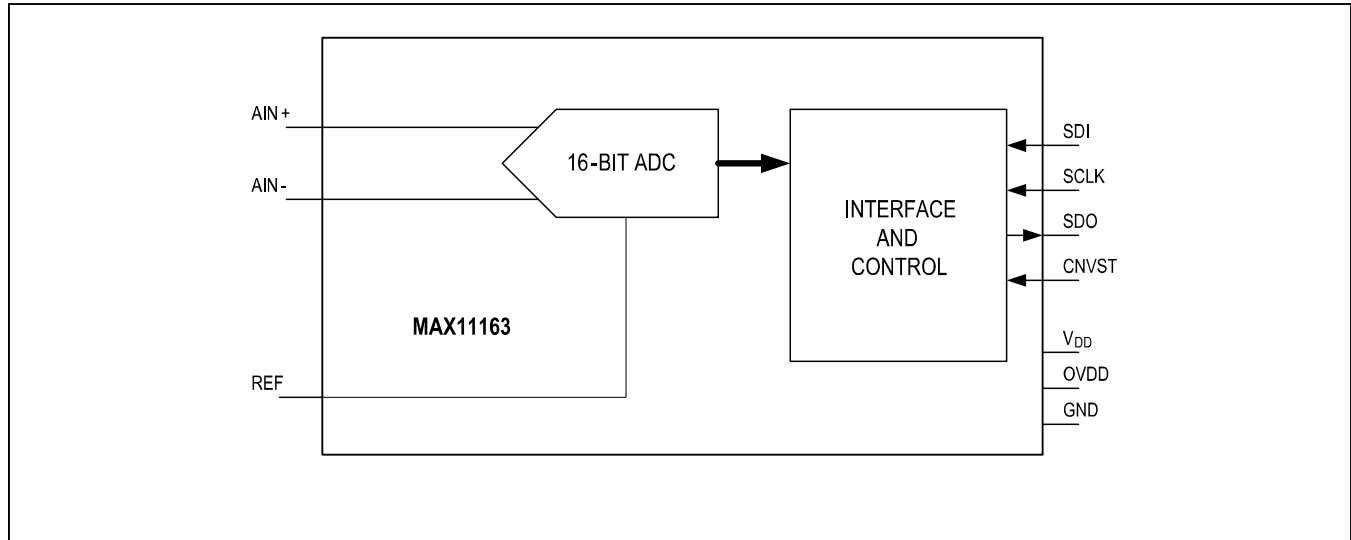 AIN+
AIN-
REF
16-BIT ADC
MAX11163
INTERFACE
AND
CONTROL
SDI
SCLK
SDO
CNVST
VDD
OVDD
GND